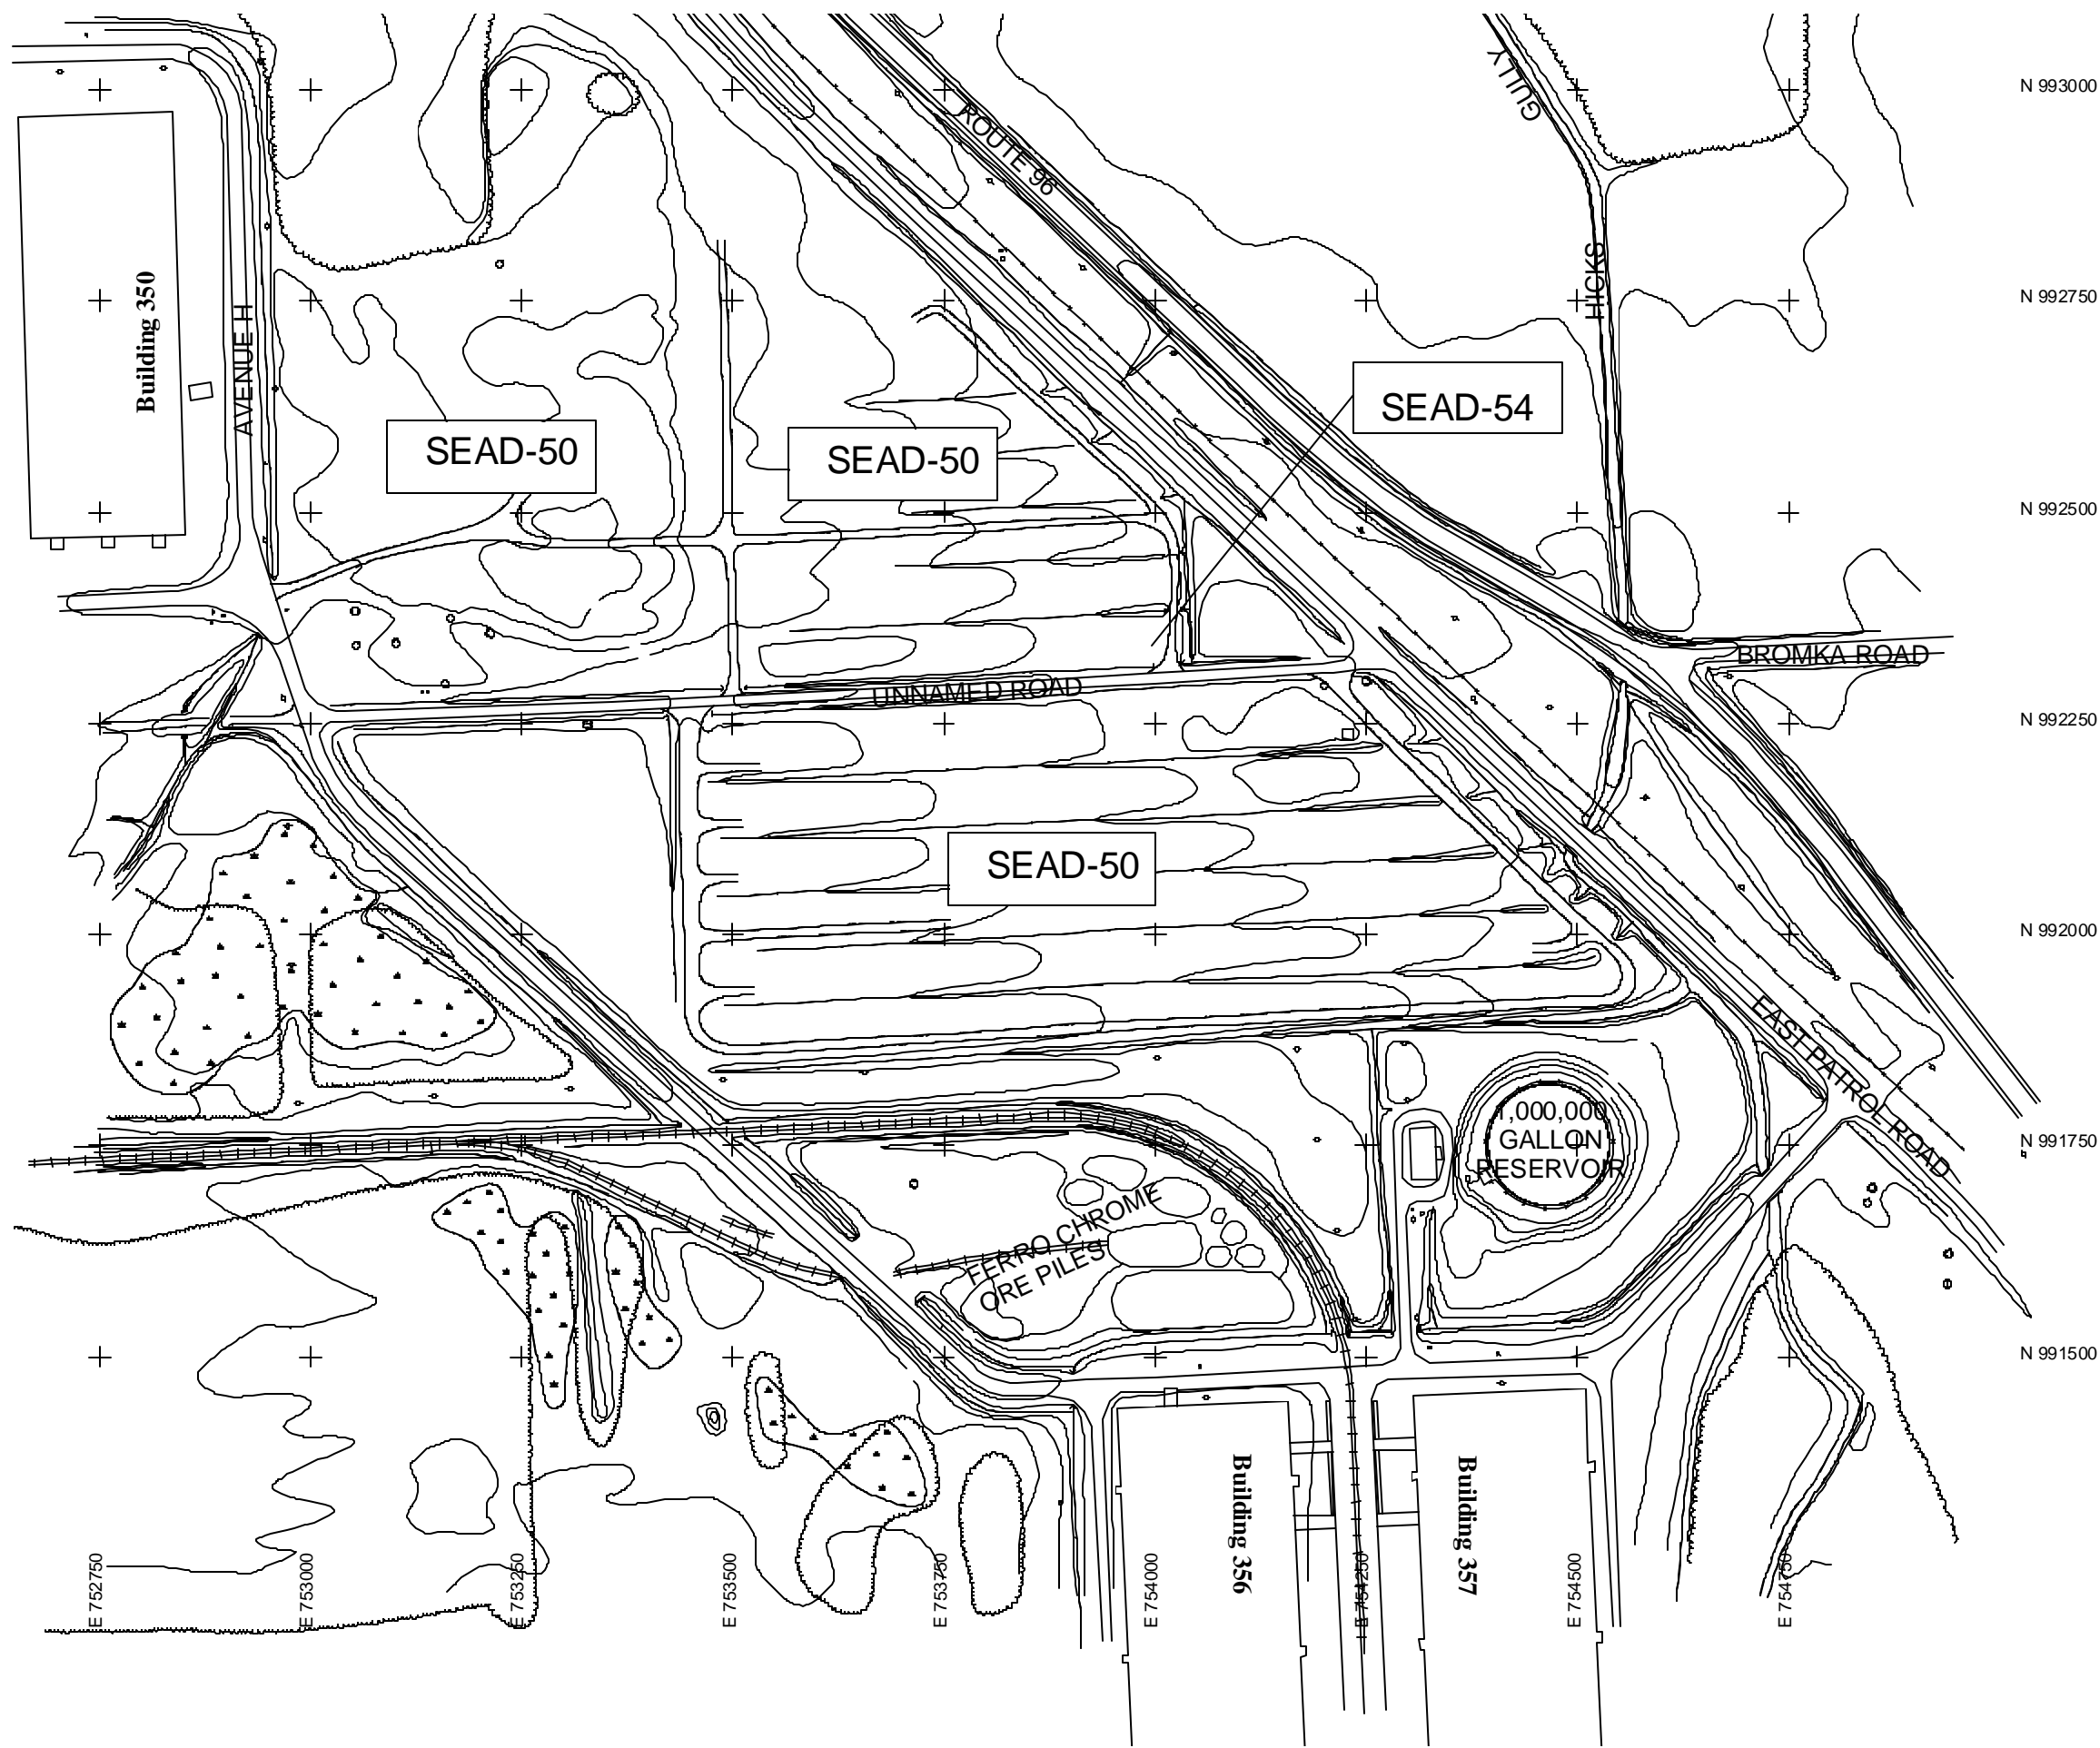 N 993000
GULLY
ROUTE 96
HICKS
N 992750
Building 350
AVENUE H
SEAD-54
SEAD-50
SEAD-50
N 992500
BROMKA ROAD
UNNAMED ROAD
N 992250
SEAD-50
N 992000
EAST PATROL ROAD
1,000,000
GALLON
RESERVOIR
N 991750
FERRO CHROME
ORE PILES
N 991500
Building 356
Building 357
E 752750
E 753000
E 753250
E 753500
E 753750
E 754000
E 754250
E 754500
E 754750